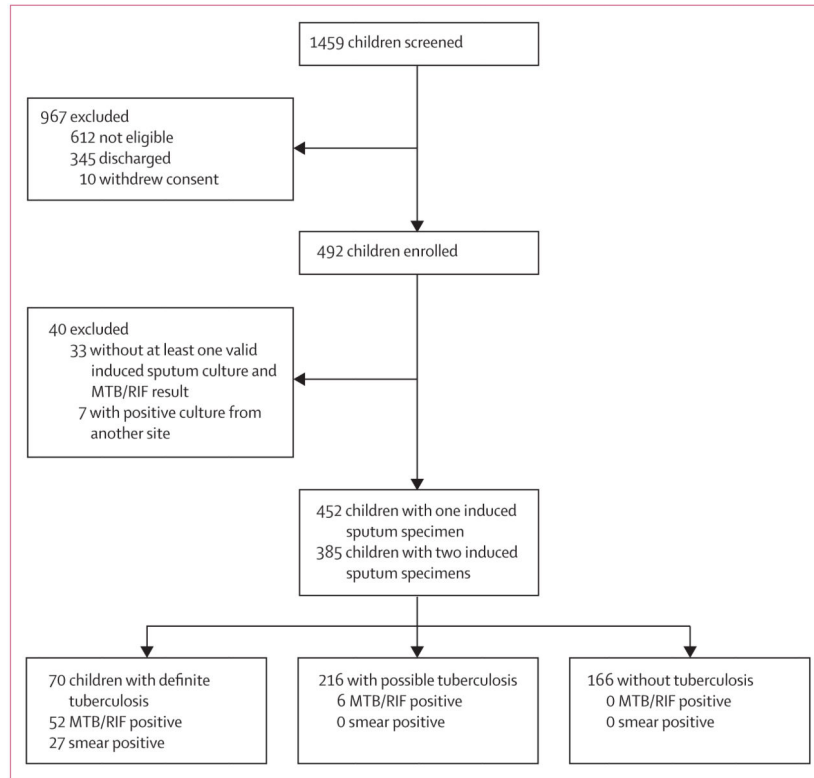 1459 children screened
967 excluded
612 not eligible
345 discharged
10 withdrew consent
492 children enrolled
40 excluded
33 without at least one valid
induced sputum culture and
MTB/RIF result
7 with positive culture from
another site
452 children with one induced
sputum specimen
385 children with two induced
sputum specimens
70 children with definite
tuberculosis
52 MTB/RIF positive
27 smear positive
216 with possible tuberculosis
6 MTB/RIF positive
0 smear positive
166 without tuberculosis
0 MTB/RIF positive
0 smear positive